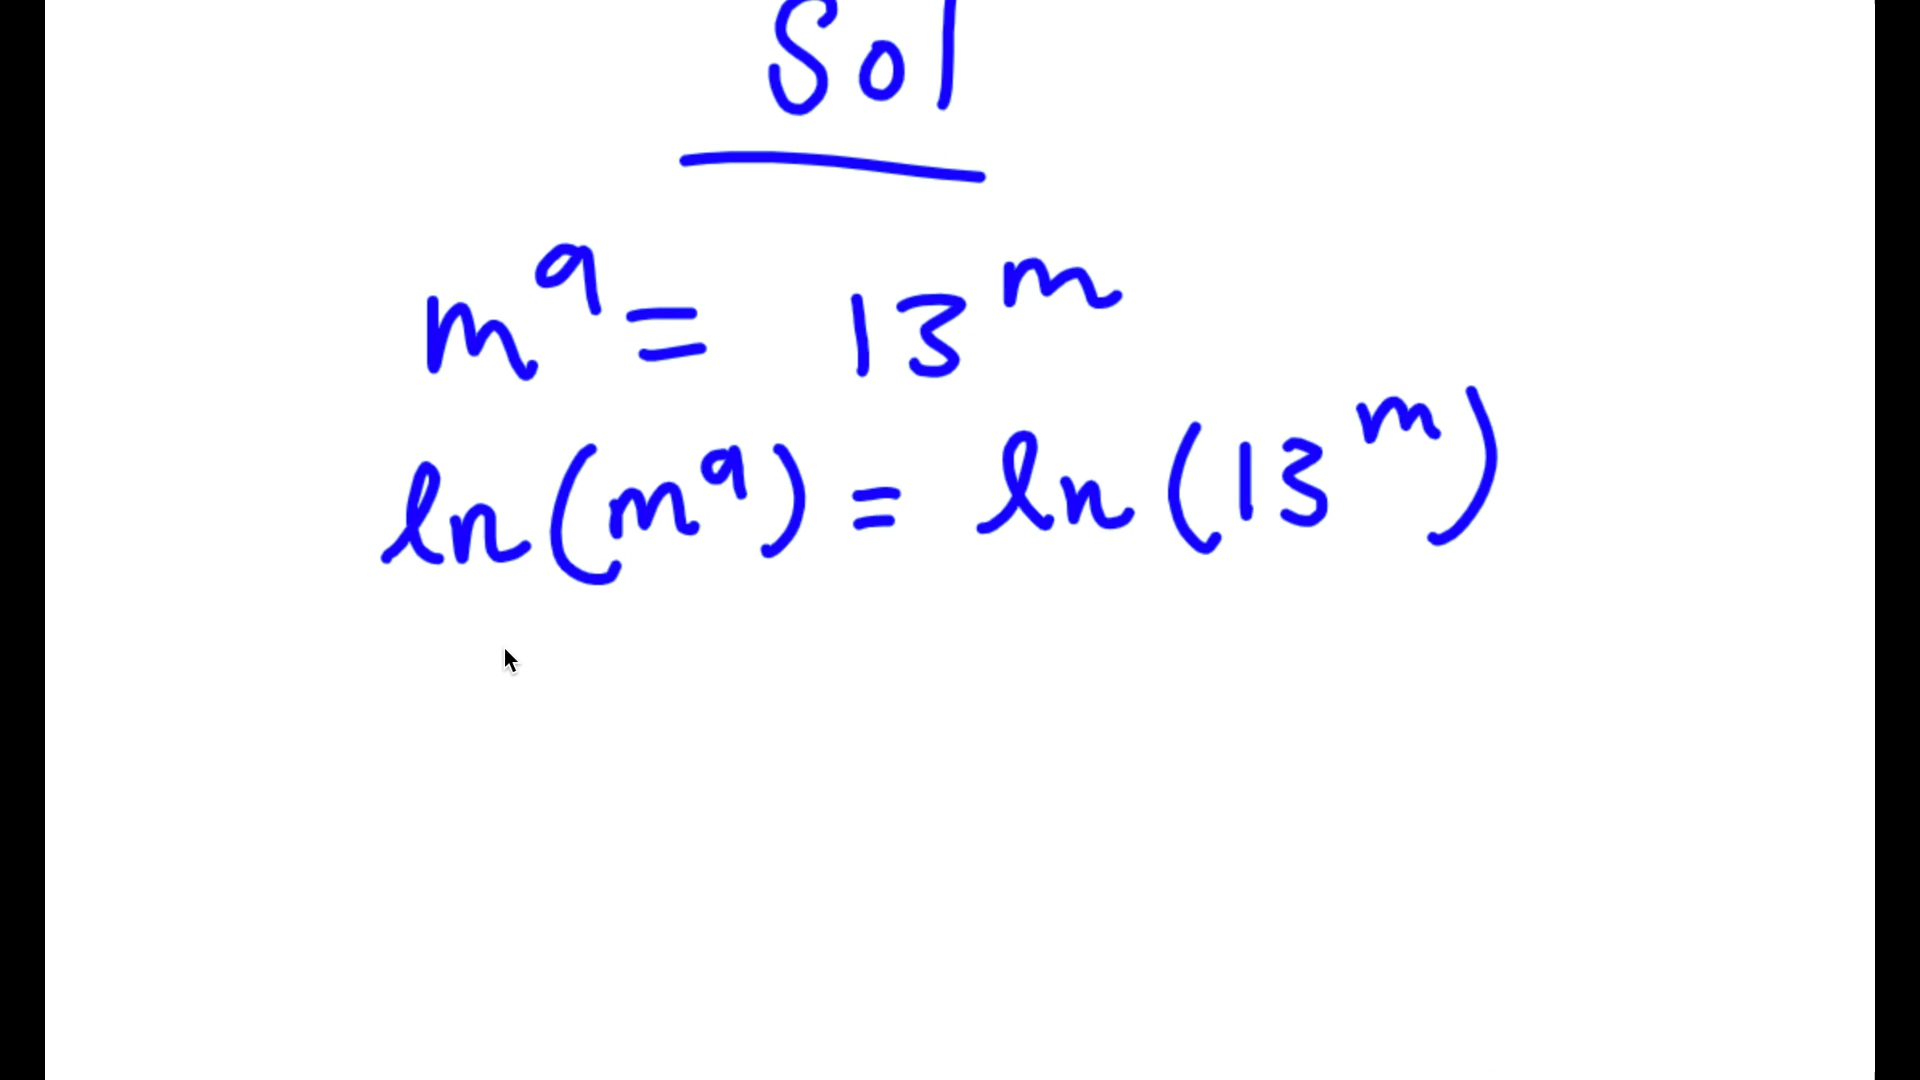 Sol
m^9 = 13^m
ln(m^9) = ln(13^m)